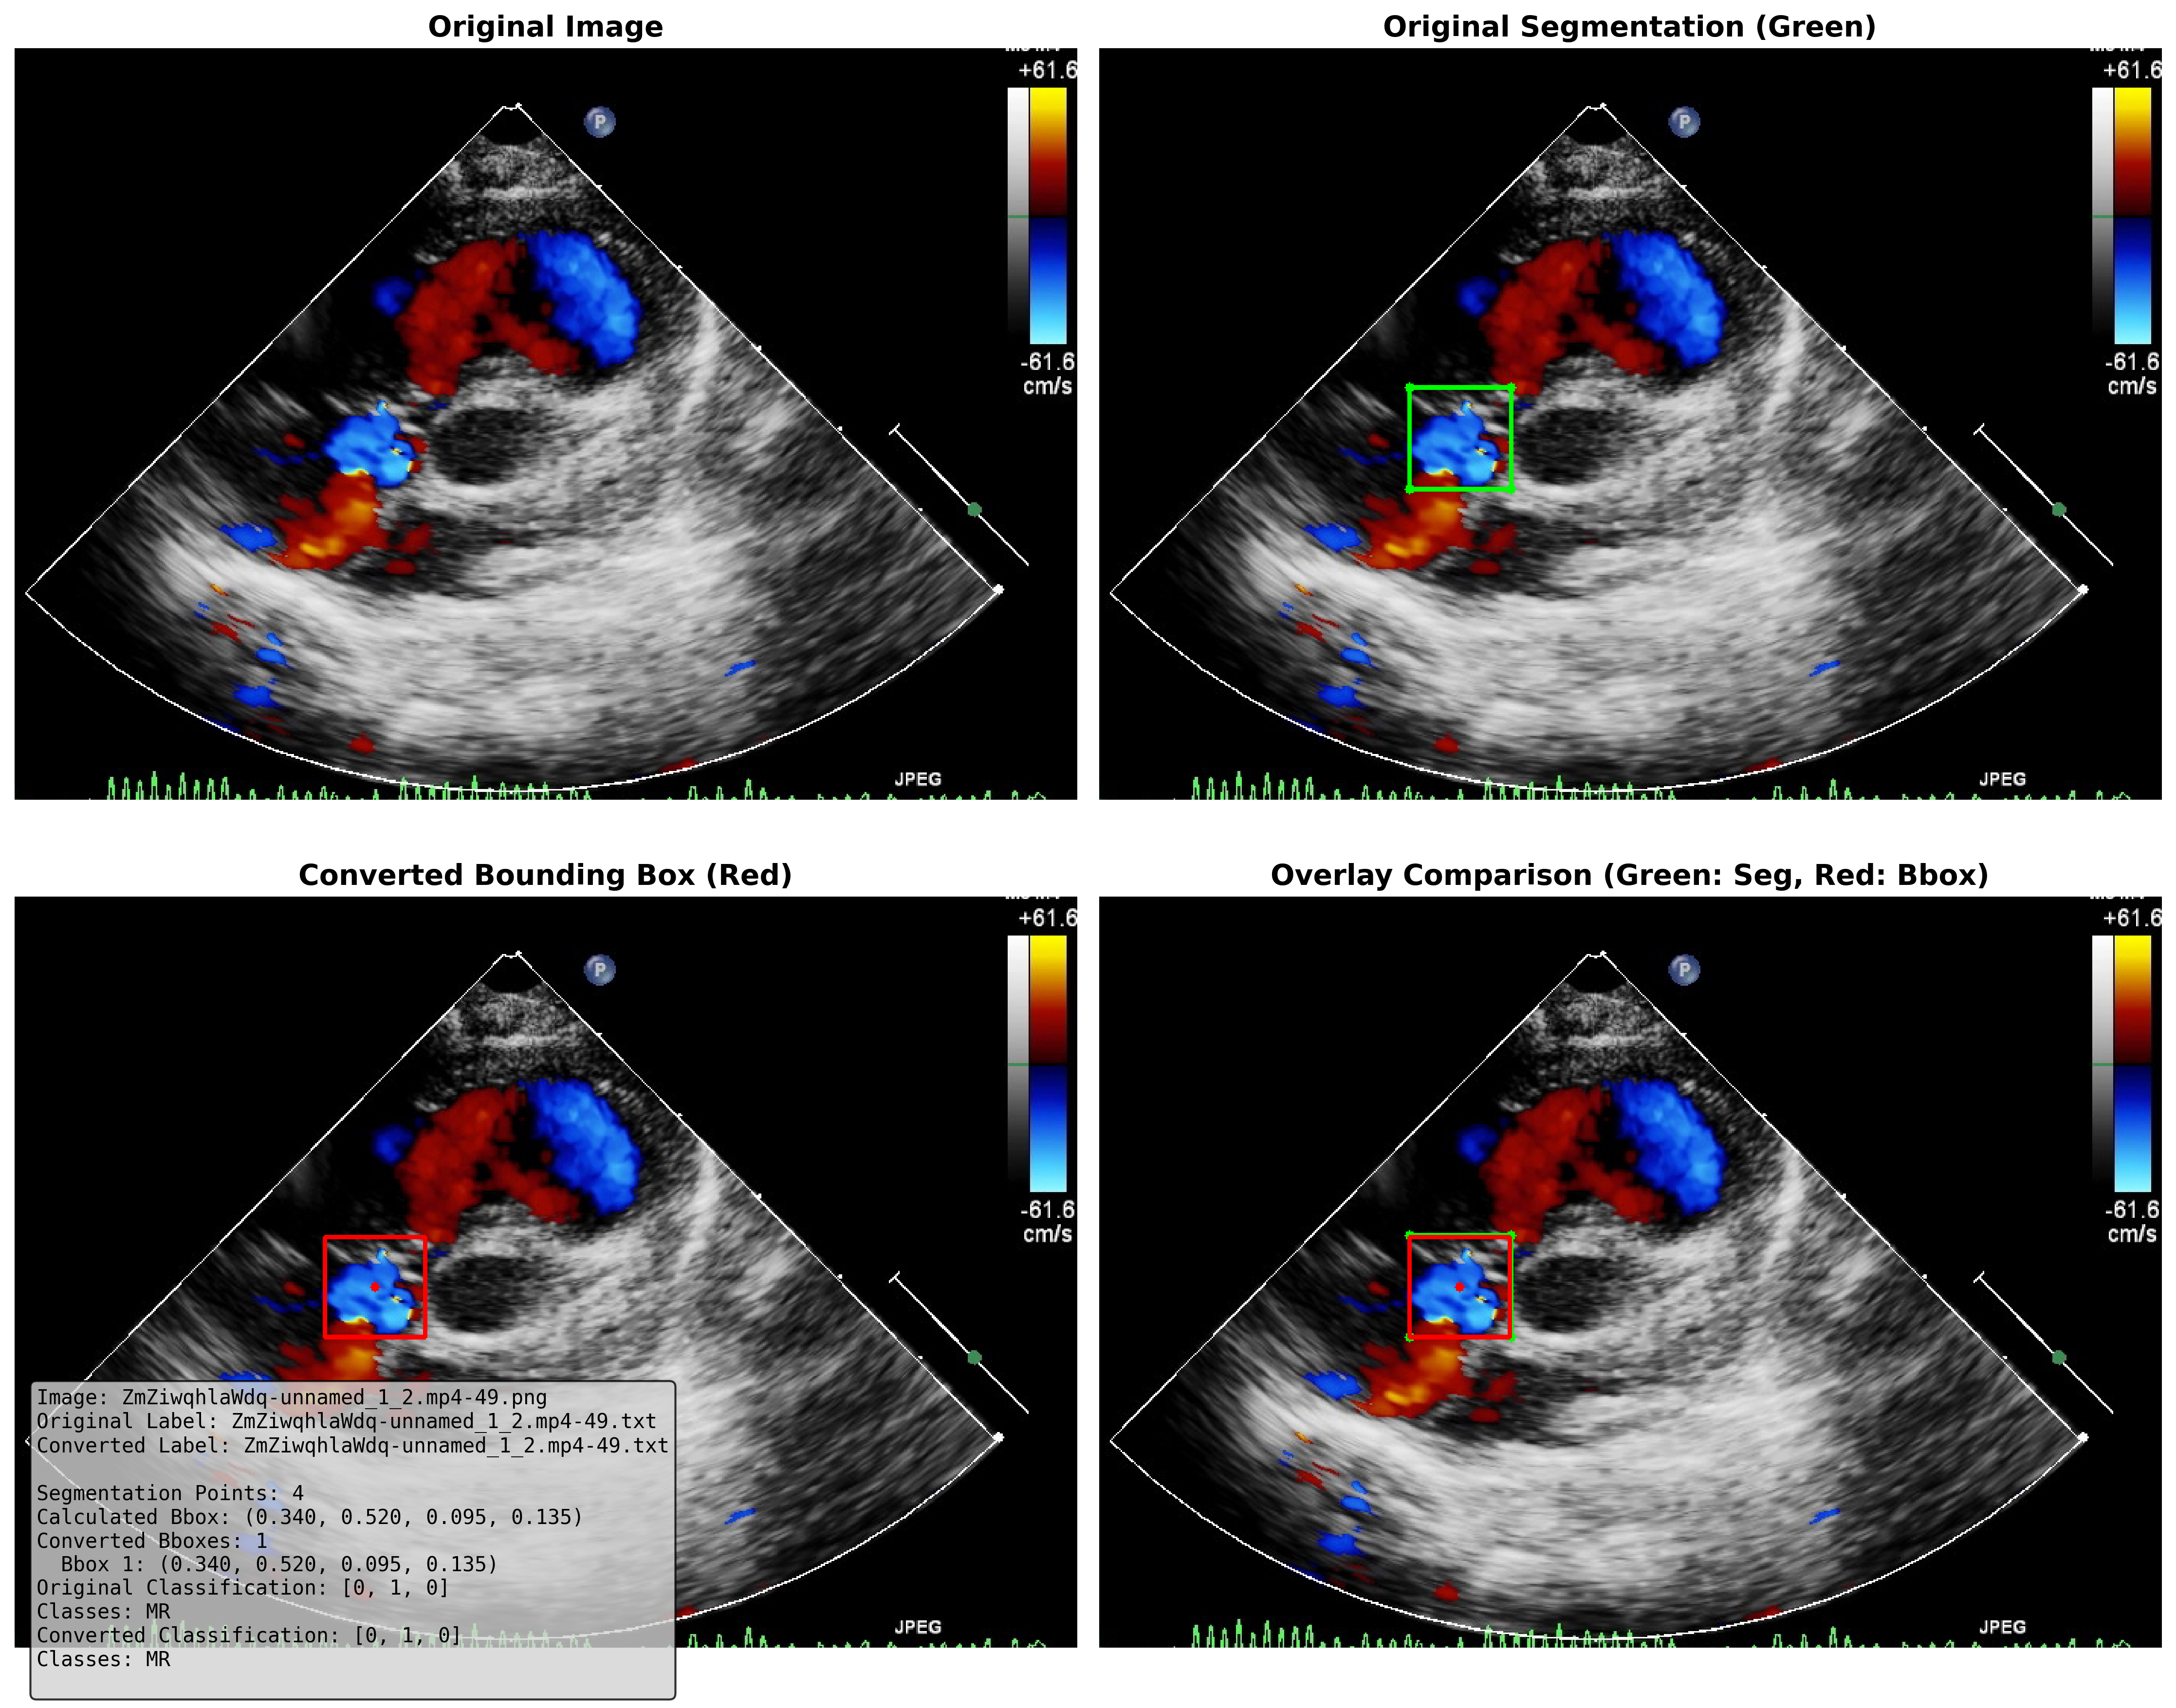 Original Image
+61.6
P
-61.6
cm/s
JPEG
Original Segmentation (Green)
+61.6
P
-61.6
cm/s
JPEG
Converted Bounding Box (Red)
+61.6
P
-61.6
cm/s
JPEG
Image: ZmZiwqhlaWdq-unnamed_1_2.mp4-49.png
Original Label: ZmZiwqhlaWdq-unnamed_1_2.mp4-49.txt
Converted Label: ZmZiwqhlaWdq-unnamed_1_2.mp4-49.txt
Segmentation Points: 4
Calculated Bbox: (0.340, 0.520, 0.095, 0.135)
Converted Bboxes: 1
Bbox 1: (0.340, 0.520, 0.095, 0.135)
Original Classification: [0, 1, 0]
Classes: MR
Converted Classification: [0, 1, 0]
Classes: MR
Overlay Comparison (Green: Seg, Red: Bbox)
+61.6
P
-61.6
cm/s
JPEG